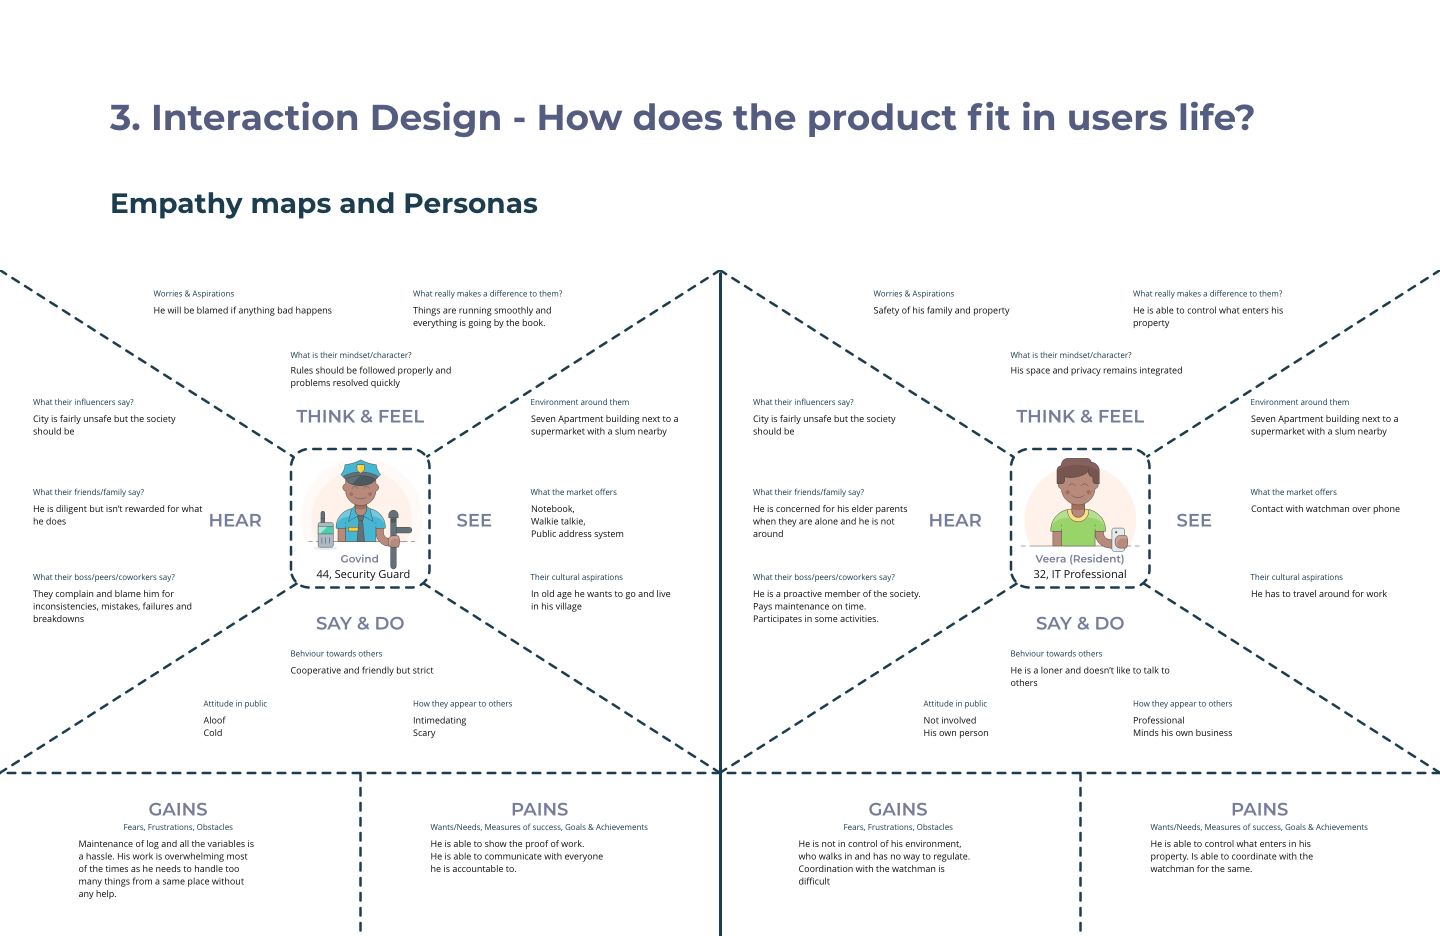 3. Interaction Design - How does the product fit in users life?
Empathy maps and Personas
Worries & Aspirations
He will be blamed if anything bad happens
What really makes a difference to them?
Things are running smoothly and
everything is going by the book.
What is their mindset/character?
Rules should be followed properly and
problems resolved quickly
THINK & FEEL
What their influencers say?
City is fairly unsafe but the society
should be
What their friends/family say?
He is diligent but isn't rewarded for what
he does
HEAR
What their boss/peers/coworkers say?
They complain and blame him for
inconsistencies, mistakes, failures and
breakdowns
Govind
44, Security Guard
Environment around them
Seven Apartment building next to a
supermarket with a slum nearby
What the market offers
Notebook,
Walkie talkie,
Public address system
SEE
Their cultural aspirations
In old age he wants to go and live
in his village
SAY & DO
Behviour towards others
Cooperative and friendly but strict
Attitude in public
Aloof
Cold
How they appear to others
Intimedating
Scary
GAINS
Fears, Frustrations, Obstacles
Maintenance of log and all the variables is
a hassle. His work is overwhelming most
of the times as he needs to handle too
many things from a same place without
any help.
PAINS
Wants/Needs, Measures of success, Goals & Achievements
He is able to show the proof of work.
He is able to communicate with everyone
he is accountable to.
Worries & Aspirations
Safety of his family and property
What really makes a difference to them?
He is able to control what enters his
property
What is their mindset/character?
His space and privacy remains integrated
THINK & FEEL
What their influencers say?
City is fairly unsafe but the society
should be
What their friends/family say?
He is concerned for his elder parents
when they are alone and he is not
around
HEAR
What their boss/peers/coworkers say?
He is a proactive member of the society.
Pays maintenance on time.
Participates in some activities.
Veera (Resident)
32, IT Professional
Environment around them
Seven Apartment building next to a
supermarket with a slum nearby
What the market offers
Contact with watchman over phone
SEE
Their cultural aspirations
He has to travel around for work
SAY & DO
Behviour towards others
He is a loner and doesn't like to talk to
others
Attitude in public
Not involved
His own person
How they appear to others
Professional
Minds his own business
GAINS
Fears, Frustrations, Obstacles
He is not in control of his environment,
who walks in and has no way to regulate.
Coordination with the watchman is
difficult
PAINS
Wants/Needs, Measures of success, Goals & Achievements
He is able to control what enters in his
property. Is able to coordinate with the
watchman for the same.